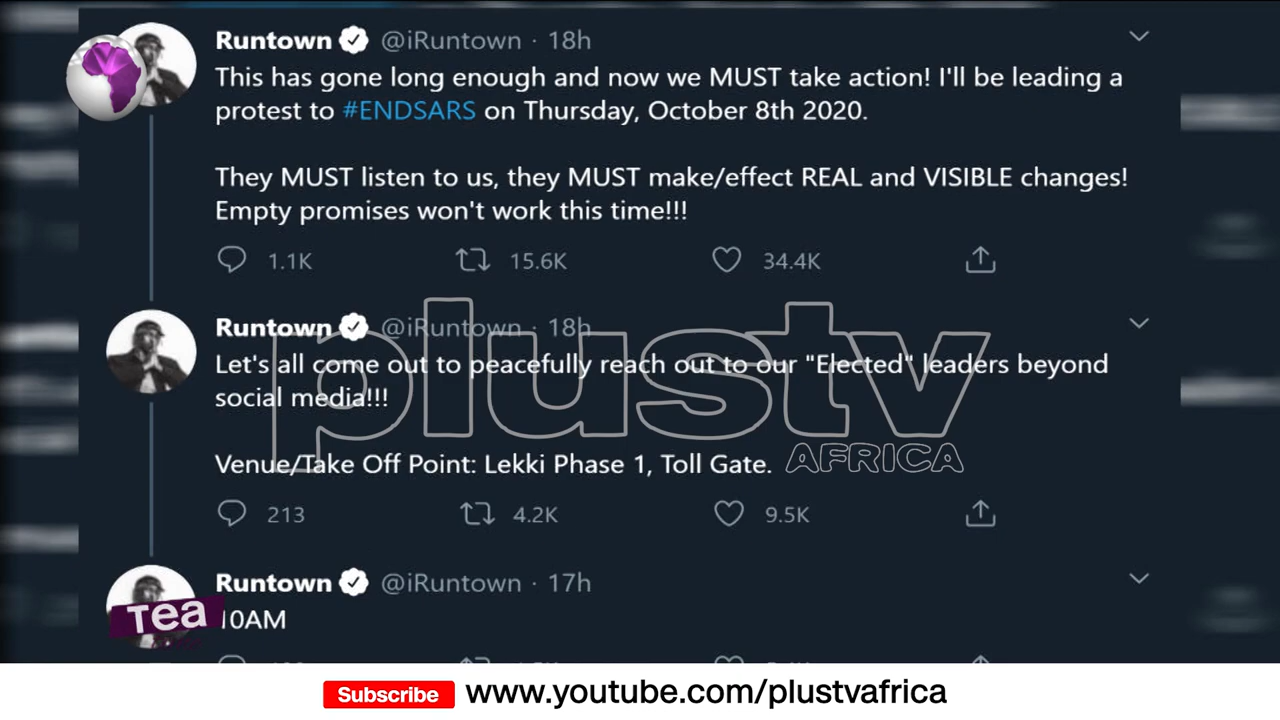 Runtown @iRuntown · 18h
This has gone long enough and now we MUST take action! I'll be leading a
protest to #ENDSARS on Thursday, October 8th 2020.
They MUST listen to us, they MUST make/effect REAL and VISIBLE changes!
Empty promises won't work this time!!!
1.1K 15.6K 34.4K
Runtown @iRuntown · 18h
Let's all come out to peacefully reach out to our "Elected" leaders beyond
social media!!!
plustv
AFRICA
Venue/Take Off Point: Lekki Phase 1, Toll Gate.
213 4.2K 9.5K
Runtown @iRuntown · 17h
Tea
10AM
Subscribe www.youtube.com/plustvafrica